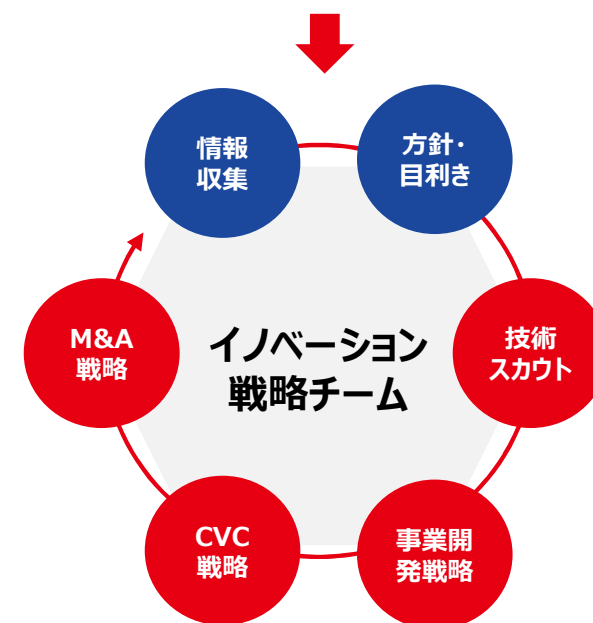 情報
収集
方針・
目利き
M&A
戦略
イノベーション
戦略チーム
技術
スカウト
CVC
戦略
事業開
発戦略